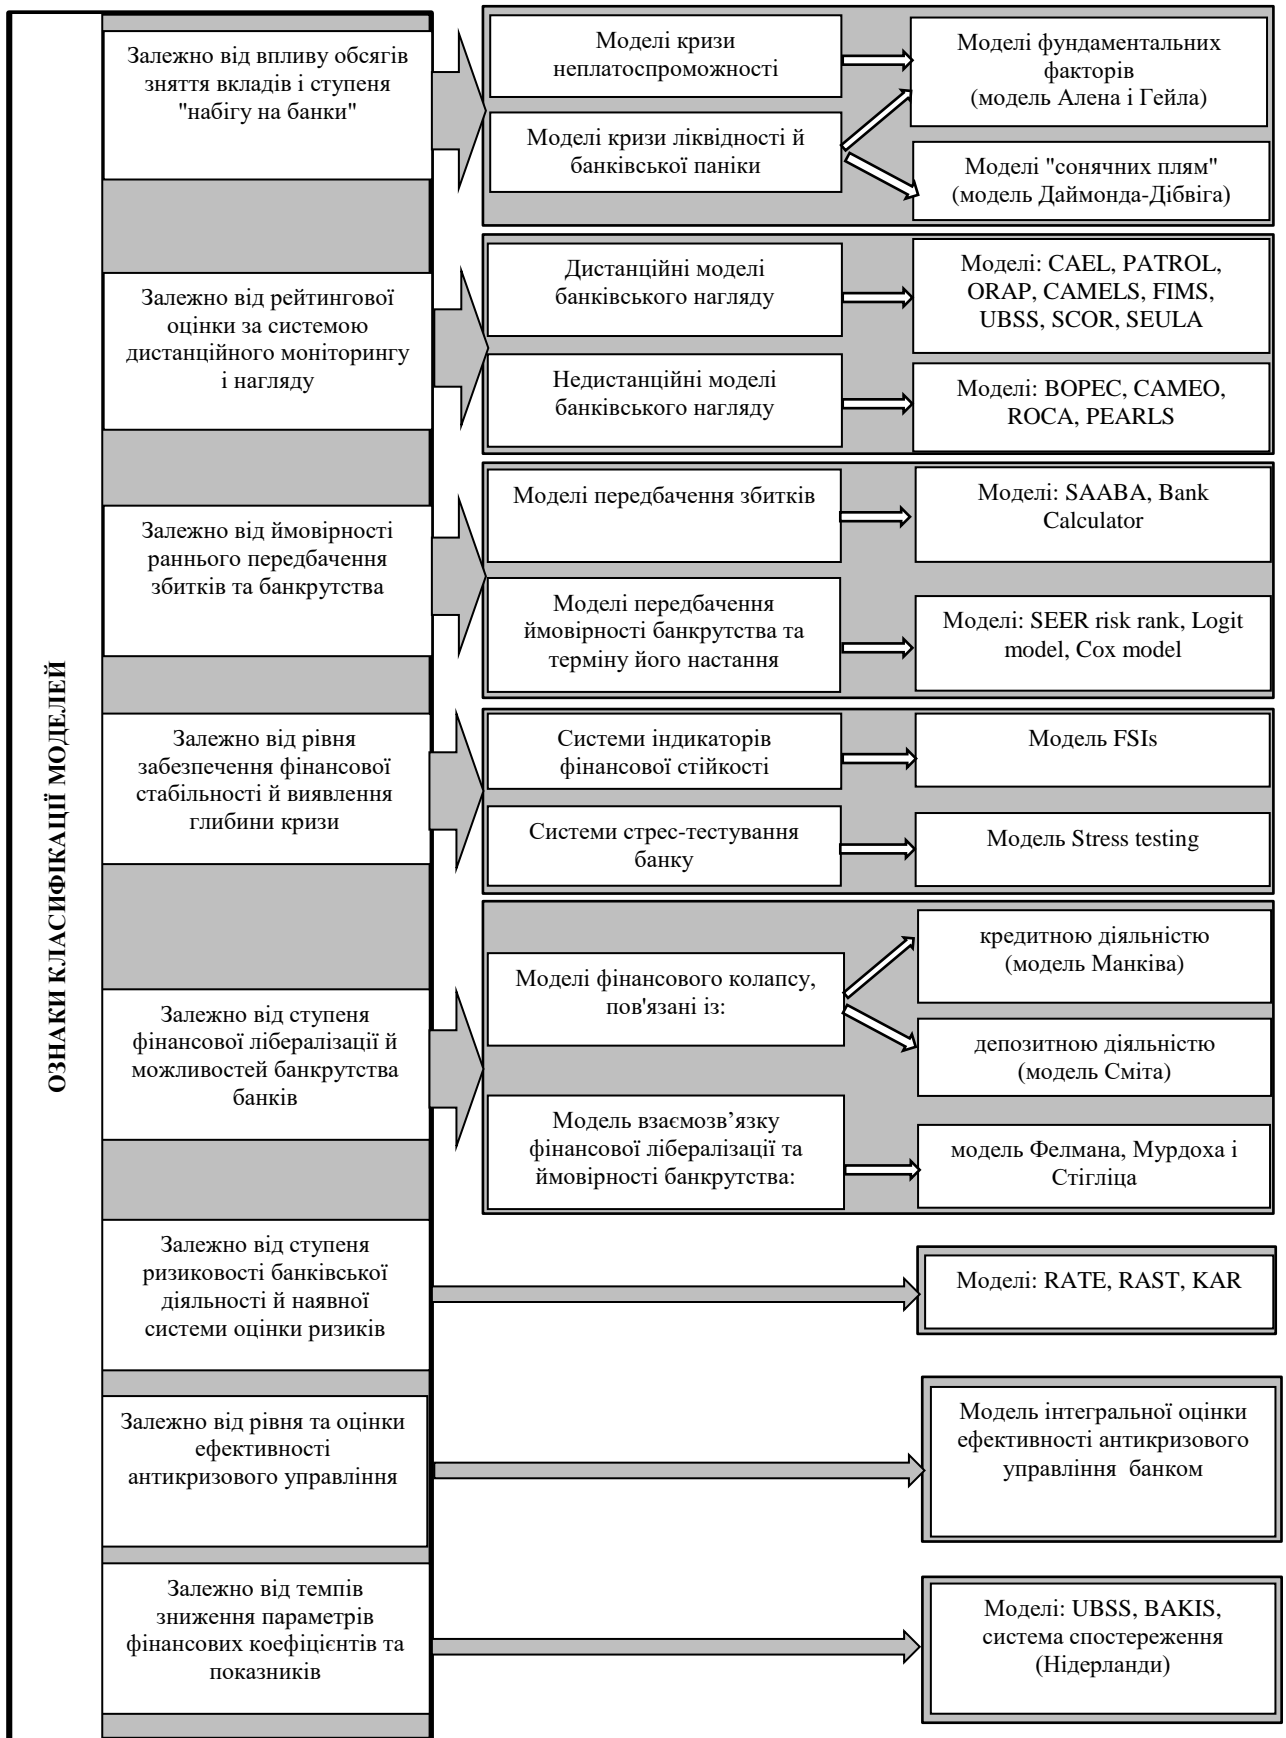 ОЗНАКИ КЛАСИФІКАЦІЇ МОДЕЛЕЙ
Залежно від впливу обсягів
зняття вкладів і ступеня
"набігу на банки"
Моделі кризи
неплатоспроможності
Моделі кризи ліквідності й
банківської паніки
Моделі фундаментальних
факторів
(модель Алена і Гейла)
Моделі "сонячних плям"
(модель Даймонда-Дібвіга)
Залежно від рейтингової
оцінки за системою
дистанційного моніторингу
і нагляду
Дистанційні моделі
банківського нагляду
Моделі: CAEL, PATROL,
ORAP, CAMELS, FIMS,
UBSS, SCOR, SEULA
Недистанційні моделі
банківського нагляду
Моделі: BOPEC, CAMEO,
ROCA, PEARLS
Залежно від ймовірності
раннього передбачення
збитків та банкрутства
Моделі передбачення збитків
Моделі: SAABA, Bank
Calculator
Моделі передбачення
ймовірності банкрутства та
терміну його настання
Моделі: SEER risk rank, Logit
model, Cox model
Залежно від рівня
забезпечення фінансової
стабільності й виявлення
глибини кризи
Системи індикаторів
фінансової стійкості
Модель FSIs
Системи стрес-тестування
банку
Модель Stress testing
Залежно від ступеня
фінансової лібералізації й
можливостей банкрутства
банків
Моделі фінансового колапсу,
пов'язані із:
кредитною діяльністю
(модель Манківа)
депозитною діяльністю
(модель Сміта)
Модель взаємозв’язку
фінансової лібералізації та
ймовірності банкрутства:
модель Фелмана, Мурдоха і
Стігліца
Залежно від ступеня
ризиковості банківської
діяльності й наявної
системи оцінки ризиків
Моделі: RATE, RAST, KAR
Залежно від рівня та оцінки
ефективності
антикризового управління
Модель інтегральної оцінки
ефективності антикризового
управління банком
Залежно від темпів
зниження параметрів
фінансових коефіцієнтів та
показників
Моделі: UBSS, BAKIS,
система спостереження
(Нідерланди)